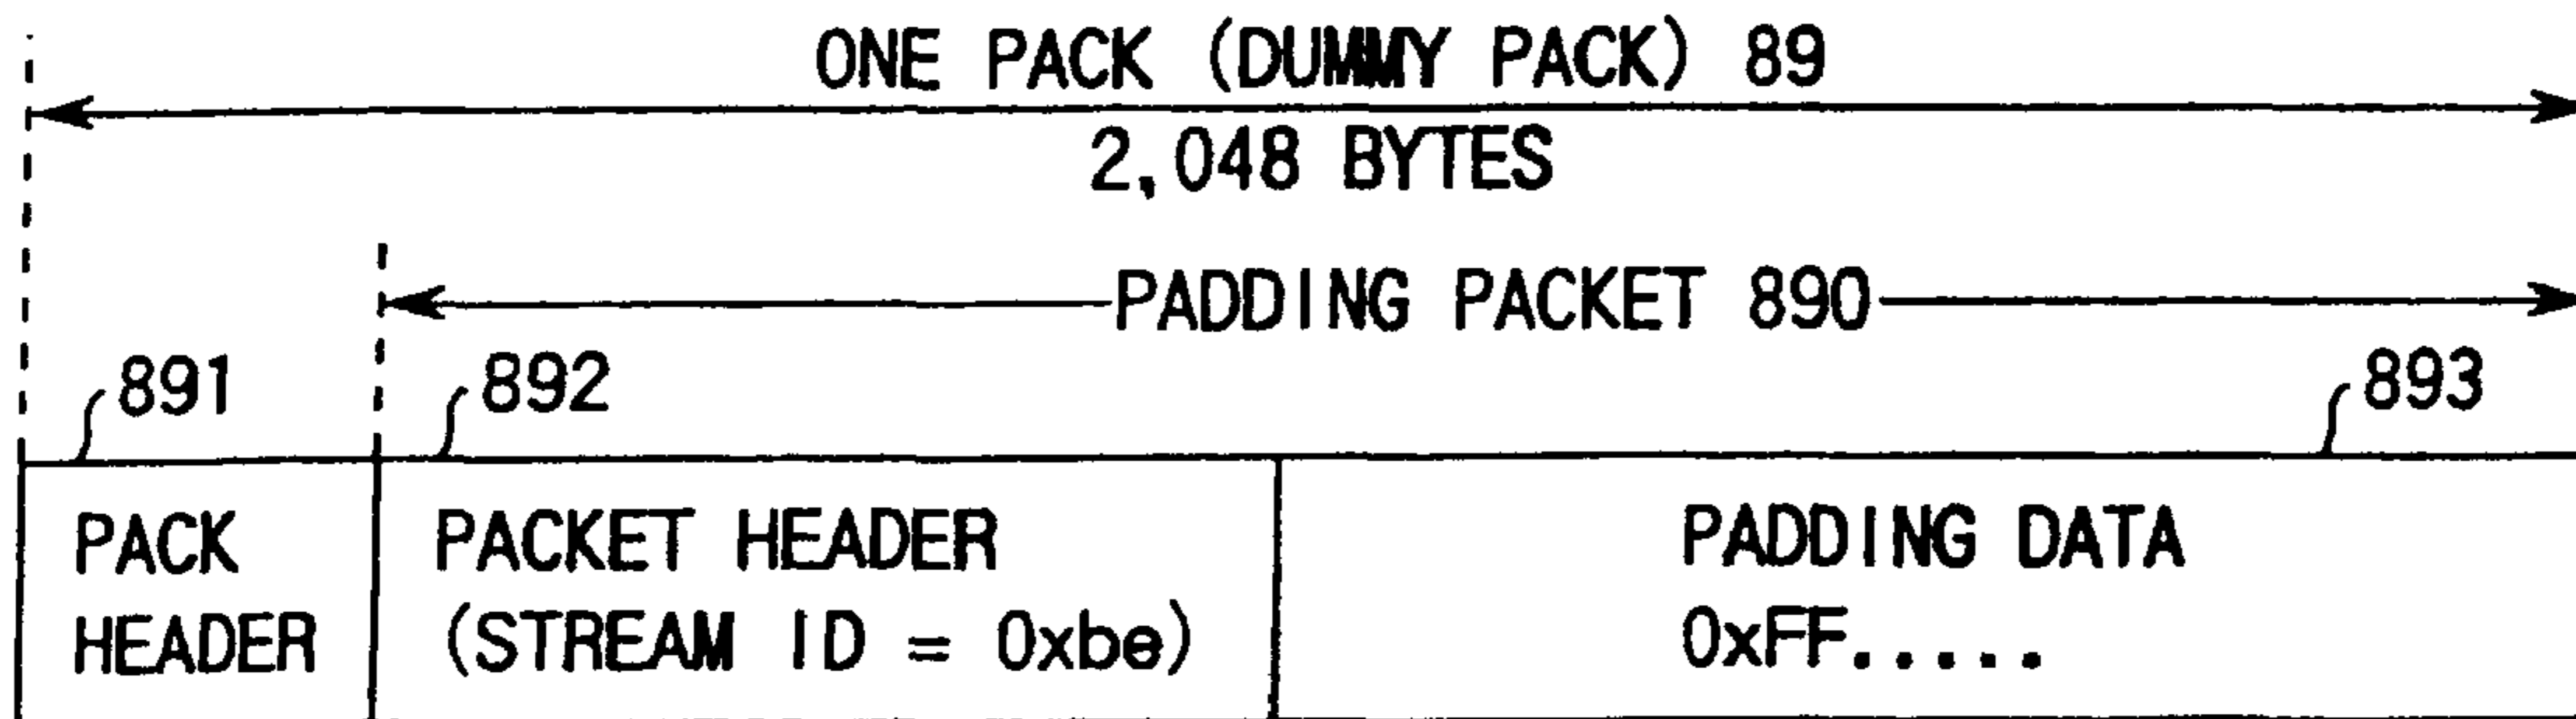 ONE PACK (DUMMY PACK) 89
2,048 BYTES
PADDING PACKET 890
891
892
893
PACK
HEADER
PACKET HEADER
(STREAM ID = 0xbe)
PADDING DATA
0xFF.....